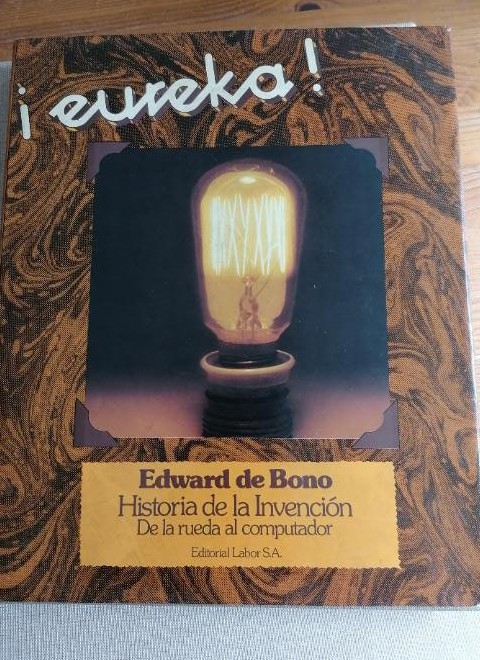 ¡eureka!
Edward de Bono
Historia de la Invención
De la rueda al computador
Editorial Labor S.A.